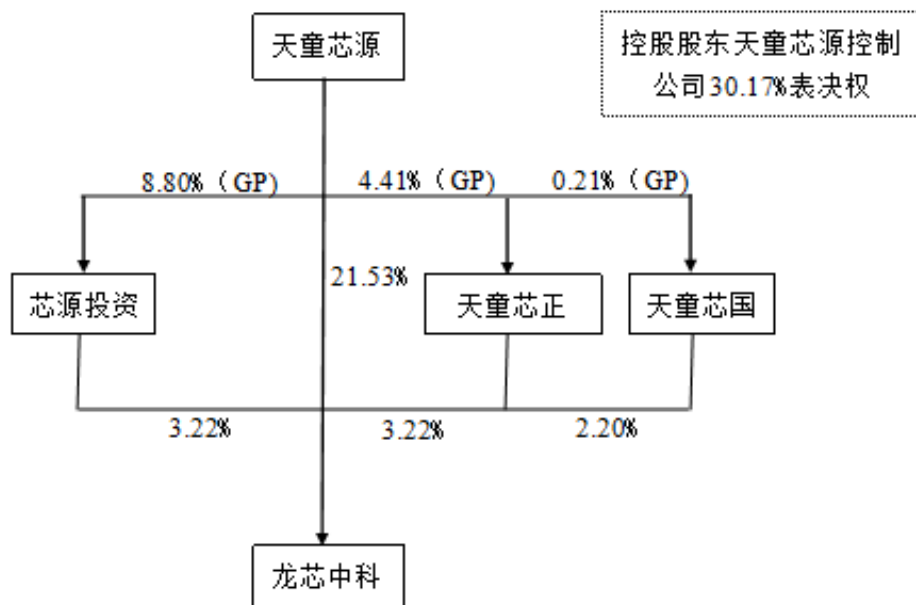 天童芯源
控股股东天童芯源控制
公司30.17%表决权
8.80%（GP）
4.41%（GP）
0.21%（GP）
21.53%
芯源投资
天童芯正
天童芯国
3.22%
3.22%
2.20%
龙芯中科